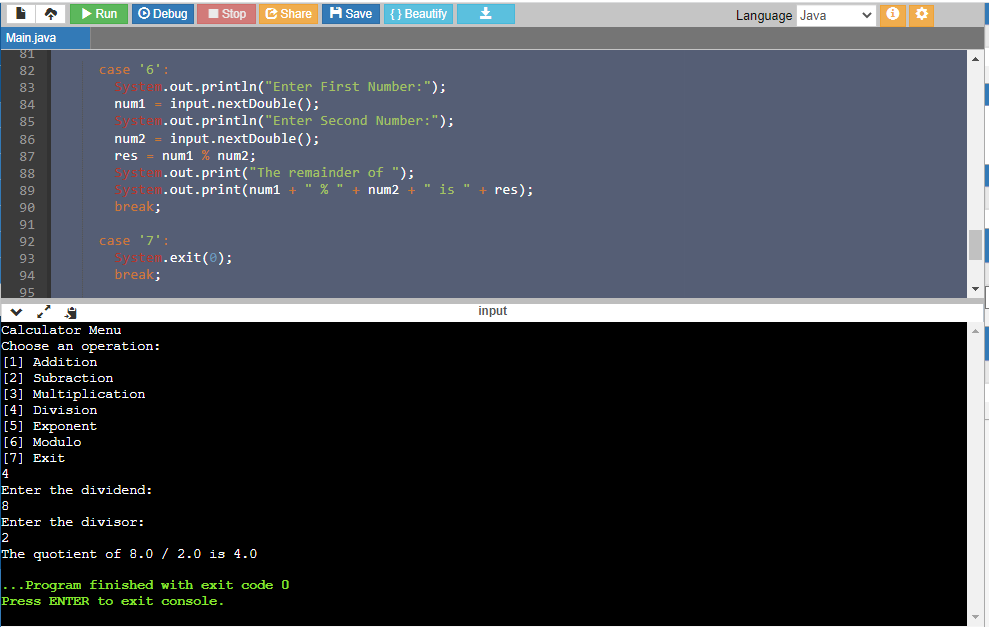 Run Debug Stop Share Save { } Beautify Language Java
Main.java
81
82 case '6':
83 System.out.println("Enter First Number:");
84 num1 = input.nextDouble();
85 System.out.println("Enter Second Number:");
86 num2 = input.nextDouble();
87 res = num1 % num2;
88 System.out.print("The remainder of ");
89 System.out.print(num1 + " % " + num2 + " is " + res);
90 break;
91
92 case '7':
93 System.exit(0);
94 break;
95
input
Calculator Menu
Choose an operation:
[1] Addition
[2] Subraction
[3] Multiplication
[4] Division
[5] Exponent
[6] Modulo
[7] Exit
4
Enter the dividend:
8
Enter the divisor:
2
The quotient of 8.0 / 2.0 is 4.0
...Program finished with exit code 0
Press ENTER to exit console.